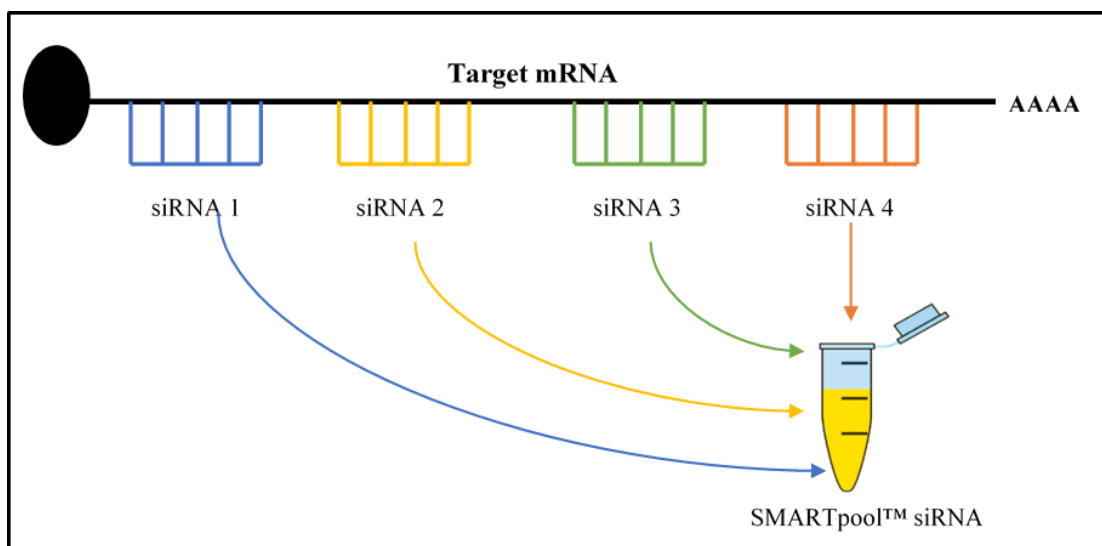 Target mRNA
AAAA
siRNA 1
siRNA 2
siRNA 3
siRNA 4
SMARTpool™ siRNA